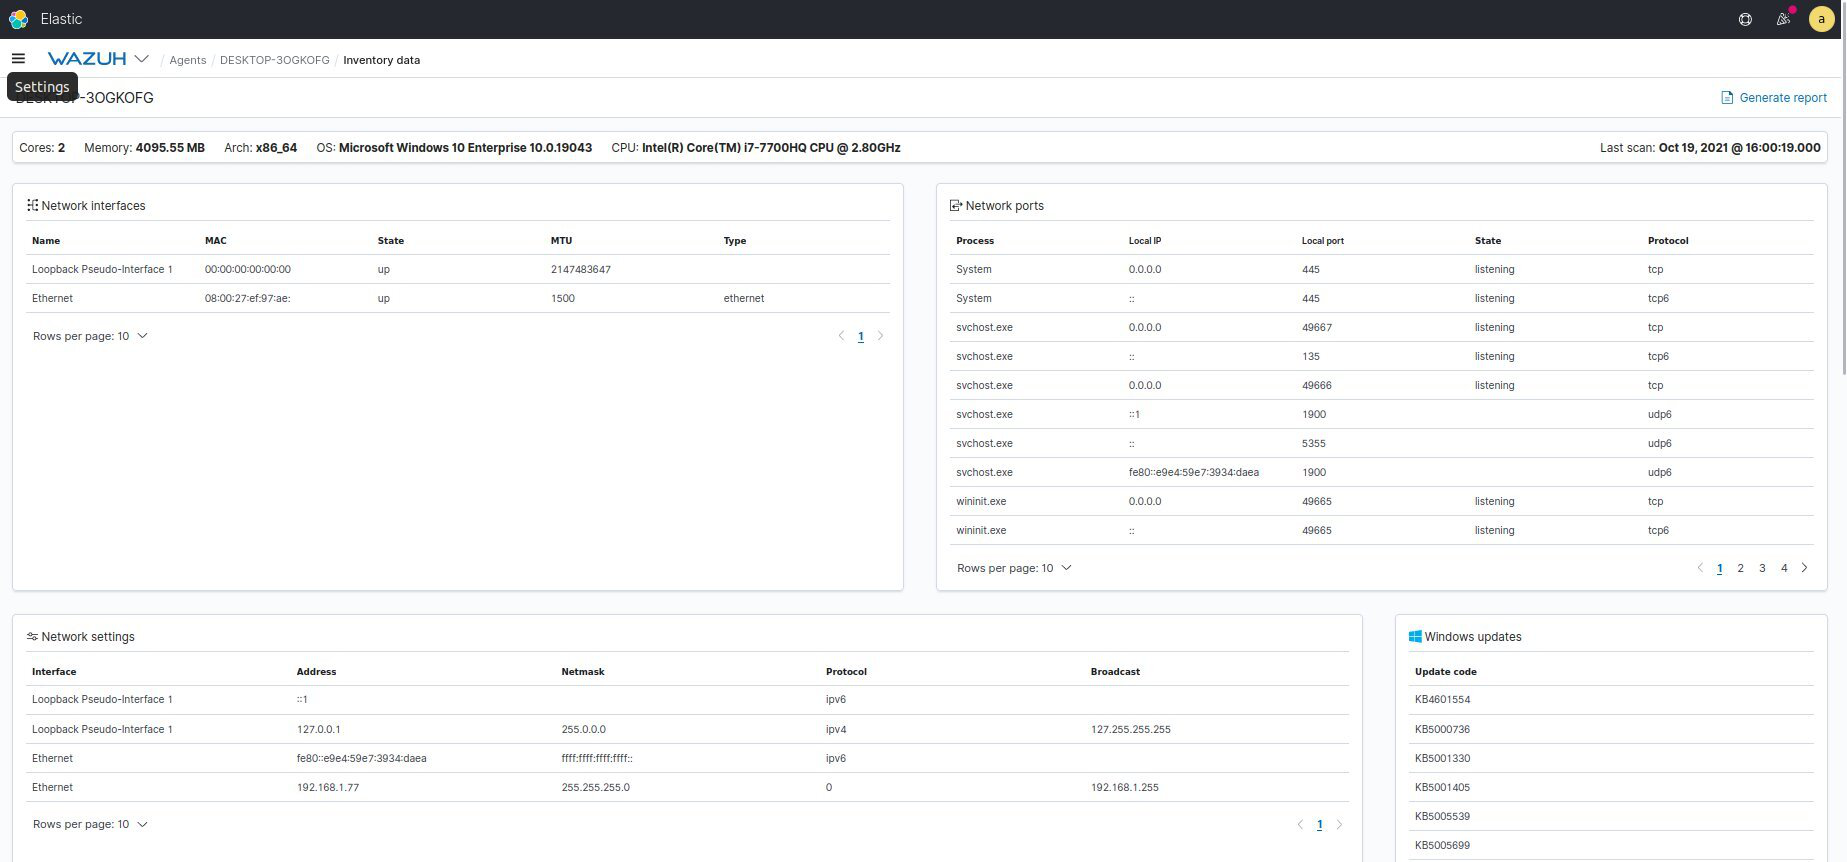 Elastic
a
WAZUH / Agents / DESKTOP-3OGKOFG / Inventory data
Settings
DESKTOP-3OGKOFG
Generate report
Cores: 2 Memory: 4095.55 MB Arch: x86_64 OS: Microsoft Windows 10 Enterprise 10.0.19043 CPU: Intel(R) Core(TM) i7-7700HQ CPU @ 2.80GHz Last scan: Oct 19, 2021 @ 16:00:19.000
Network interfaces
Name MAC State MTU Type
Loopback Pseudo-Interface 1 00:00:00:00:00:00 up 2147483647
Ethernet 08:00:27:ef:97:ae: up 1500 ethernet
Rows per page: 10 < 1 >
Network ports
Process Local IP Local port State Protocol
System 0.0.0.0 445 listening tcp
System :: 445 listening tcp6
svchost.exe 0.0.0.0 49667 listening tcp
svchost.exe :: 135 listening tcp6
svchost.exe 0.0.0.0 49666 listening tcp
svchost.exe ::1 1900 udp6
svchost.exe :: 5355 udp6
svchost.exe fe80::e9e4:59e7:3934:daea 1900 udp6
wininit.exe 0.0.0.0 49665 listening tcp
wininit.exe :: 49665 listening tcp6
Rows per page: 10 < 1 2 3 4 >
Network settings
Interface Address Netmask Protocol Broadcast
Loopback Pseudo-Interface 1 ::1 ipv6
Loopback Pseudo-Interface 1 127.0.0.1 255.0.0.0 ipv4 127.255.255.255
Ethernet fe80::e9e4:59e7:3934:daea ffff:ffff:ffff:ffff:: ipv6
Ethernet 192.168.1.77 255.255.255.0 0 192.168.1.255
Rows per page: 10 < 1 >
Windows updates
Update code
KB4601554
KB5000736
KB5001330
KB5001405
KB5005539
KB5005699